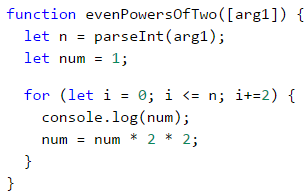 function evenPowersOfTwo([arg1]) {
  let n = parseInt(arg1);
  let num = 1;

  for (let i = 0; i <= n; i+=2) {
    console.log(num);
    num = num * 2 * 2;
  }
}